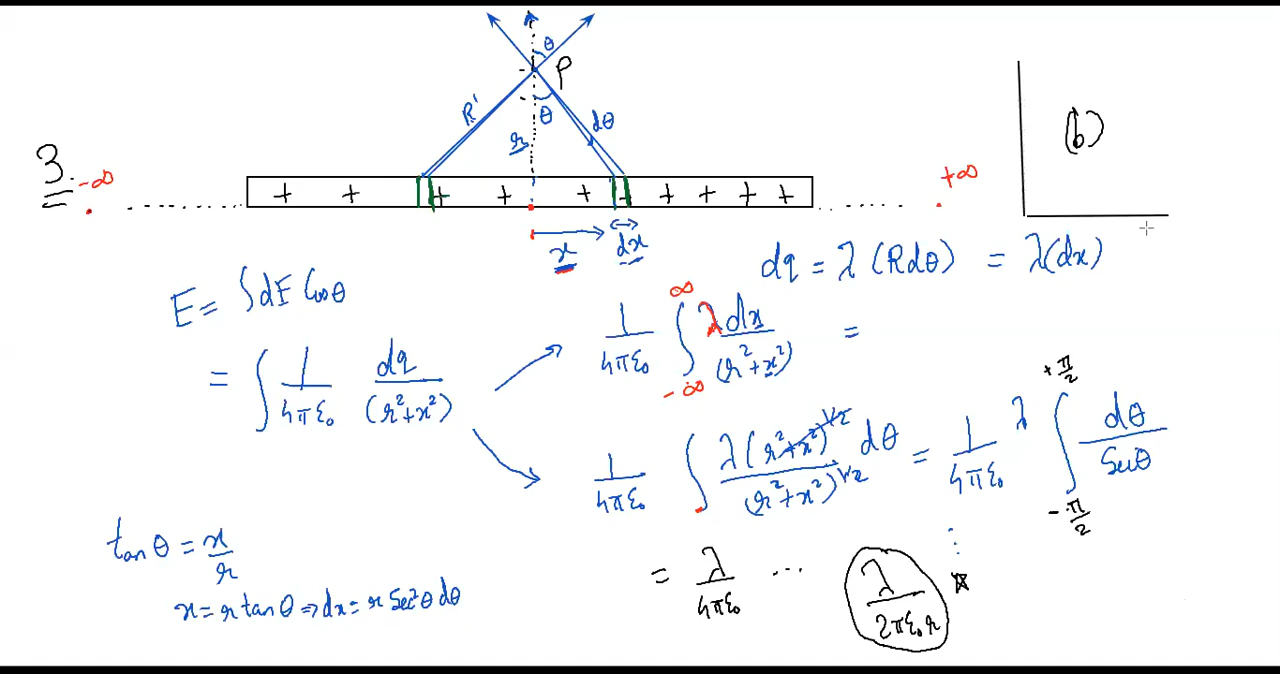 θ
P
R'
θ
dθ
r
3.
-∞
+ + + + + + + + +
+∞
(b)
x
dx
dq = λ (Rdθ) = λ(dx)
E = ∫ dE Cosθ
= ∫ 1/4πε₀ dq/(r²+x²)
1/4πε₀ ∫_{-∞}^{∞} λdx/(r²+x²) =
1/4πε₀ ∫ λ(r²+x²)^{1/2} dθ/(r²+x²)^{1/2} = 1/4πε₀ λ ∫_{-π/2}^{+π/2} dθ/Secθ
tanθ = x/r
x = r tanθ ⇒ dx = r Sec²θ dθ
= λ/4πε₀ ... λ/2πε₀r